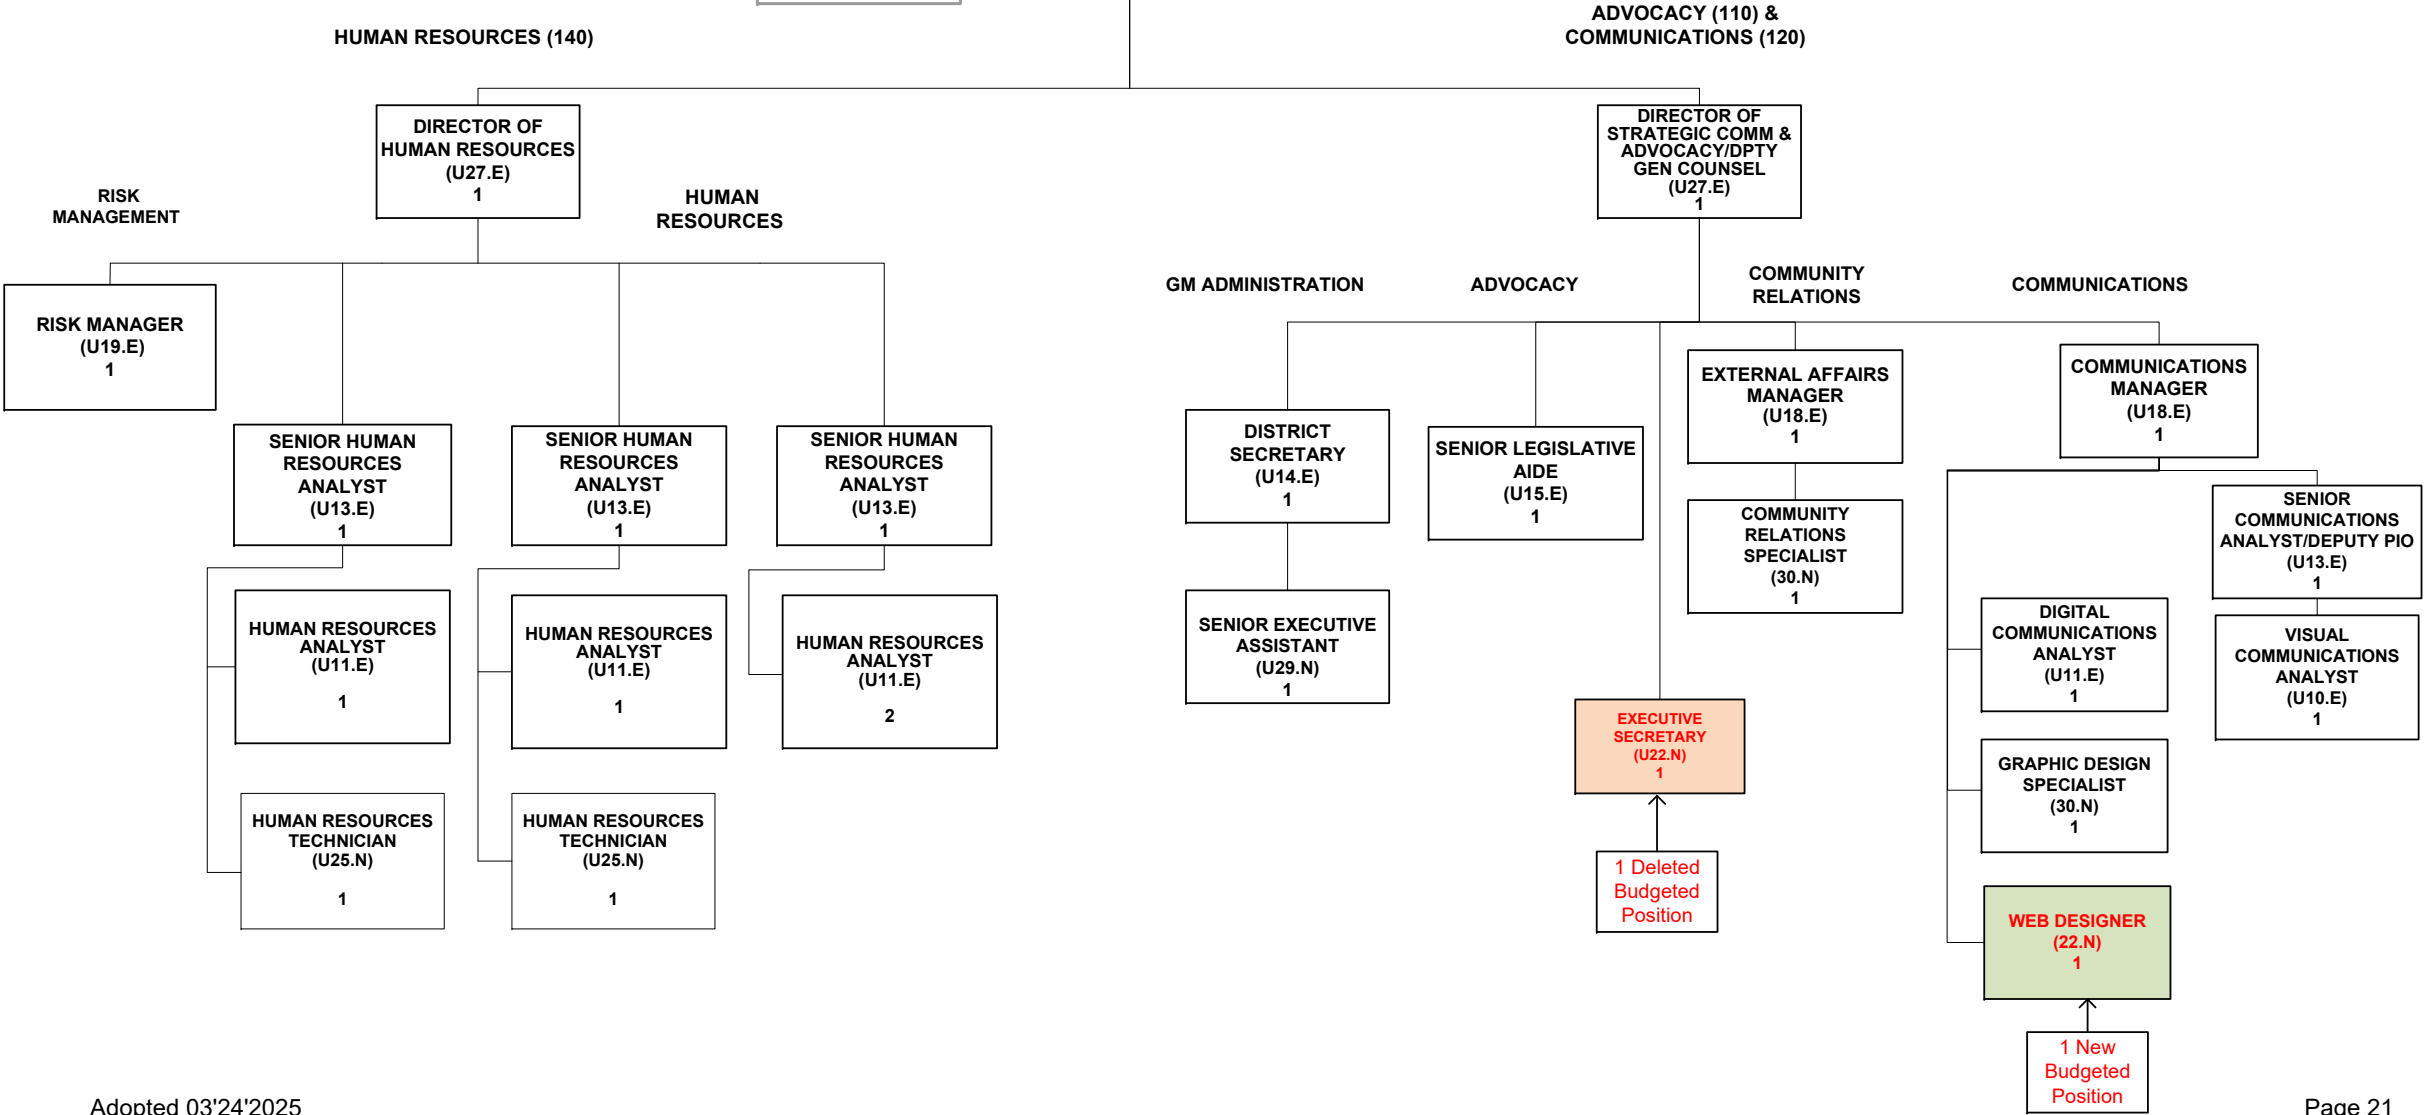 HUMAN RESOURCES (140)
ADVOCACY (110) &
COMMUNICATIONS (120)
DIRECTOR OF
HUMAN RESOURCES
(U27.E)
1
DIRECTOR OF
STRATEGIC COMM &
ADVOCACY/DPTY
GEN COUNSEL
(U27.E)
1
RISK
MANAGEMENT
HUMAN
RESOURCES
RISK MANAGER
(U19.E)
1
SENIOR HUMAN
RESOURCES
ANALYST
(U13.E)
1
SENIOR HUMAN
RESOURCES
ANALYST
(U13.E)
1
SENIOR HUMAN
RESOURCES
ANALYST
(U13.E)
1
HUMAN RESOURCES
ANALYST
(U11.E)
1
HUMAN RESOURCES
ANALYST
(U11.E)
1
HUMAN RESOURCES
ANALYST
(U11.E)
2
HUMAN RESOURCES
TECHNICIAN
(U25.N)
1
HUMAN RESOURCES
TECHNICIAN
(U25.N)
1
GM ADMINISTRATION
ADVOCACY
COMMUNITY
RELATIONS
COMMUNICATIONS
DISTRICT
SECRETARY
(U14.E)
1
SENIOR EXECUTIVE
ASSISTANT
(U29.N)
1
SENIOR LEGISLATIVE
AIDE
(U15.E)
1
EXECUTIVE
SECRETARY
(U22.N)
1
1 Deleted
Budgeted
Position
EXTERNAL AFFAIRS
MANAGER
(U18.E)
1
COMMUNITY
RELATIONS
SPECIALIST
(30.N)
1
COMMUNICATIONS
MANAGER
(U18.E)
1
SENIOR
COMMUNICATIONS
ANALYST/DEPUTY PIO
(U13.E)
1
VISUAL
COMMUNICATIONS
ANALYST
(U10.E)
1
DIGITAL
COMMUNICATIONS
ANALYST
(U11.E)
1
GRAPHIC DESIGN
SPECIALIST
(30.N)
1
WEB DESIGNER
(22.N)
1
1 New
Budgeted
Position
Adopted 03'24'2025
Page 21